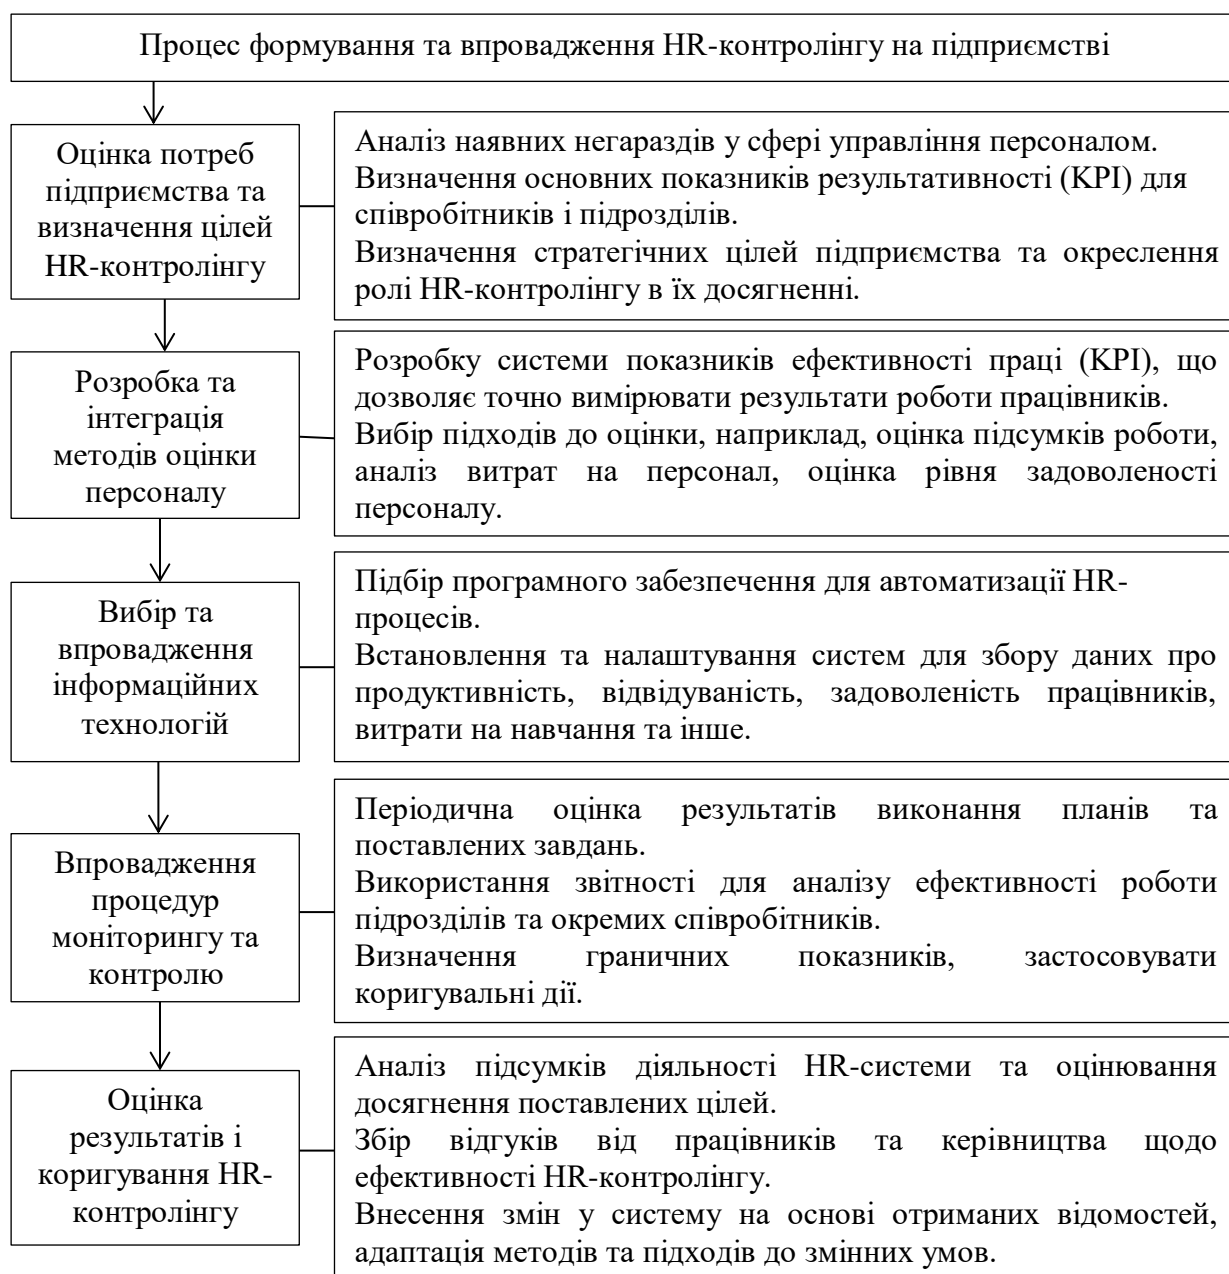 Процес формування та впровадження HR-контролінгу на підприємстві
Оцінка потреб
підприємства та
визначення цілей
HR-контролінгу
Аналіз наявних негараздів у сфері управління персоналом.
Визначення основних показників результативності (KPI) для
співробітників і підрозділів.
Визначення стратегічних цілей підприємства та окреслення
ролі HR-контролінгу в їх досягненні.
Розробка та
інтеграція
методів оцінки
персоналу
Розробку системи показників ефективності праці (KPI), що
дозволяє точно вимірювати результати роботи працівників.
Вибір підходів до оцінки, наприклад, оцінка підсумків роботи,
аналіз витрат на персонал, оцінка рівня задоволеності
персоналу.
Вибір та
впровадження
інформаційних
технологій
Підбір програмного забезпечення для автоматизації HR-
процесів.
Встановлення та налаштування систем для збору даних про
продуктивність, відвідуваність, задоволеність працівників,
витрати на навчання та інше.
Впровадження
процедур
моніторингу та
контролю
Періодична оцінка результатів виконання планів та
поставлених завдань.
Використання звітності для аналізу ефективності роботи
підрозділів та окремих співробітників.
Визначення граничних показників, застосовувати
коригувальні дії.
Оцінка
результатів і
коригування HR-
контролінгу
Аналіз підсумків діяльності HR-системи та оцінювання
досягнення поставлених цілей.
Збір відгуків від працівників та керівництва щодо
ефективності HR-контролінгу.
Внесення змін у систему на основі отриманих відомостей,
адаптація методів та підходів до змінних умов.